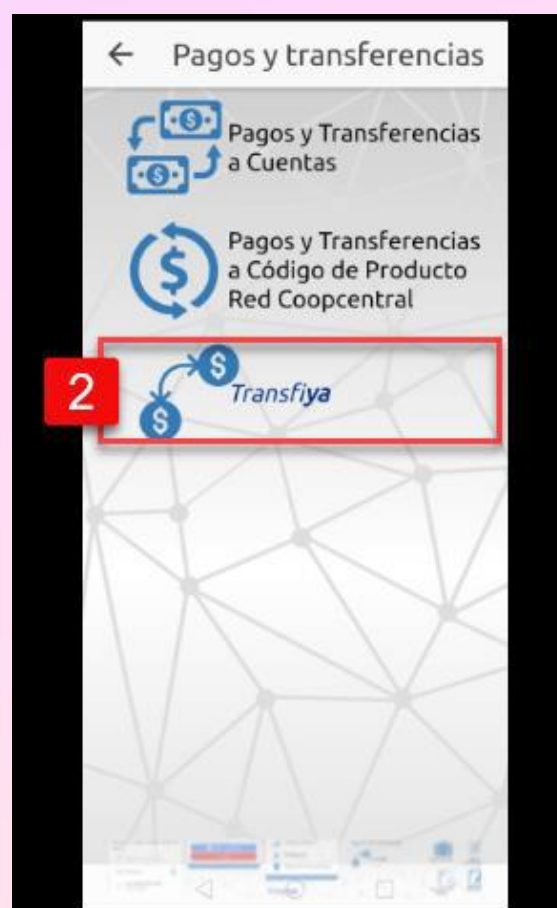 Pagos y transferencias
Pagos y Transferencias
a Cuentas
Pagos y Transferencias
a Código de Producto
Red Coopcentral
2
Transfiya